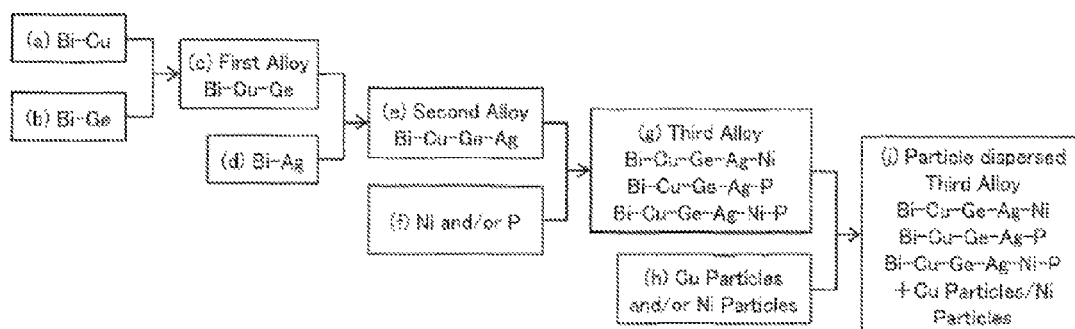 (a) Bi-Cu
(b) Bi-Ge
(c) First Alloy
Bi-Cu-Ge
(d) Bi-Ag
(e) Second Alloy
Bi-Cu-Ge-Ag
(f) Ni and/or P
(g) Third Alloy
Bi-Cu-Ge-Ag-Ni
Bi-Cu-Ge-Ag-P
Bi-Cu-Ge-Ag-Ni-P
(h) Cu Particles
and/or Ni Particles
(i) Particle dispersed
Third Alloy
Bi-Cu-Ge-Ag-Ni
Bi-Cu-Ge-Ag-P
Bi-Cu-Ge-Ag-Ni-P
+Cu Particles/Ni
Particles